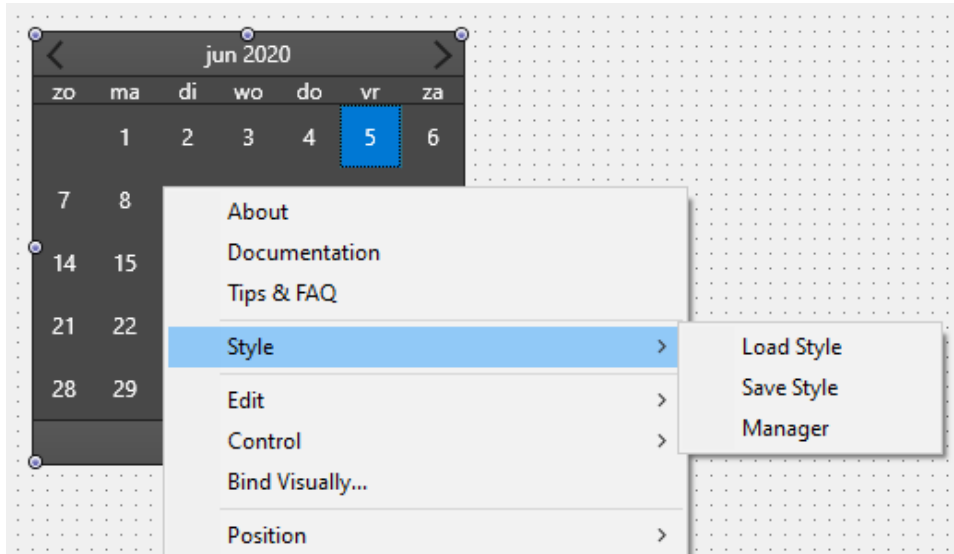 jun 2020
zo ma di wo do vr za
1 2 3 4 5 6
7 8
14 15
21 22
28 29
About
Documentation
Tips & FAQ
Style
Edit
Control
Bind Visually...
Position
Load Style
Save Style
Manager